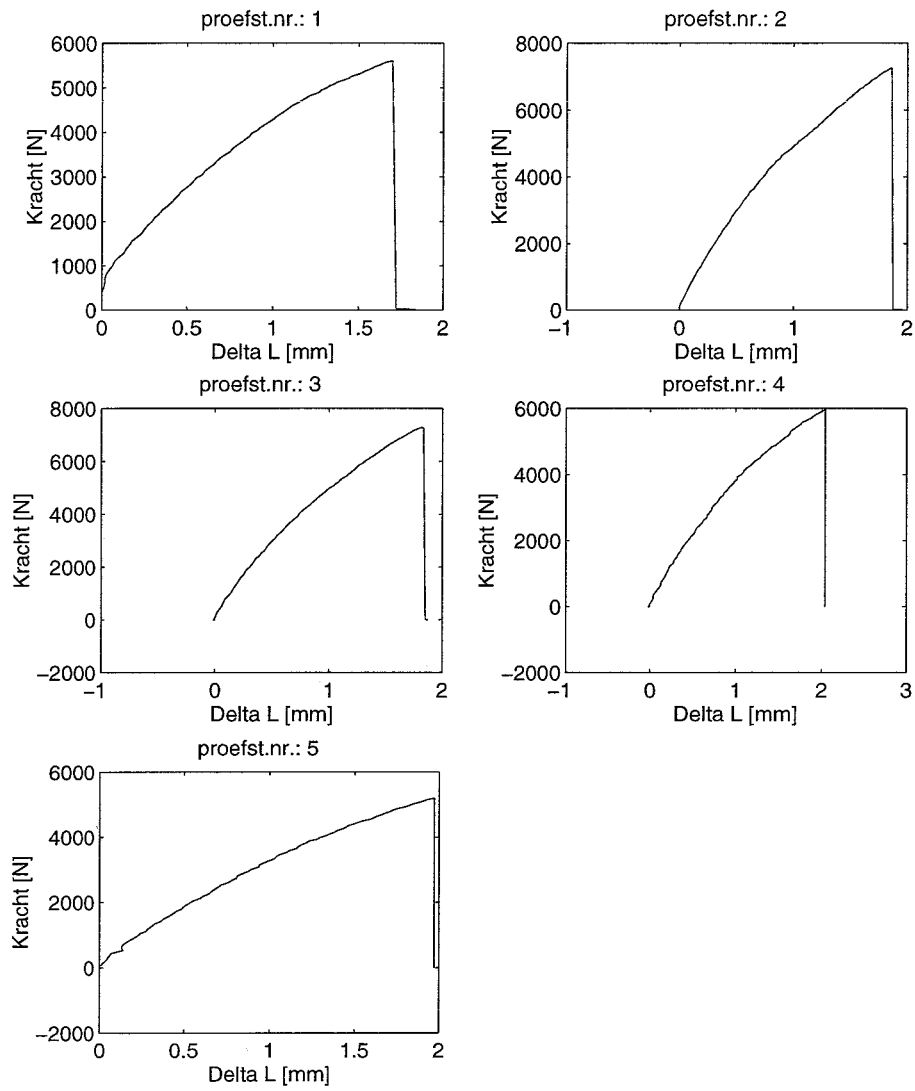 proefst.nr.: 1
6000
5000
4000
3000
2000
1000
0
Kracht [N]
0 0.5 1 1.5 2
Delta L [mm]
proefst.nr.: 2
8000
6000
4000
2000
0
Kracht [N]
−1 0 1 2
Delta L [mm]
proefst.nr.: 3
8000
6000
4000
2000
0
−2000
Kracht [N]
−1 0 1 2
Delta L [mm]
proefst.nr.: 4
6000
4000
2000
0
−2000
Kracht [N]
−1 0 1 2 3
Delta L [mm]
proefst.nr.: 5
6000
4000
2000
0
−2000
Kracht [N]
0 0.5 1 1.5 2
Delta L [mm]